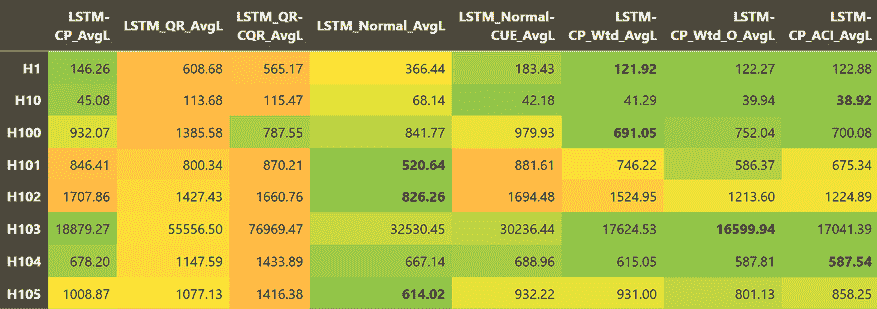 LSTM-CP_AvgL LSTM_QR_AvgL LSTM_QR-CQR_AvgL LSTM_Normal_AvgL LSTM_Normal-CUE_AvgL LSTM-CP_Wtd_AvgL LSTM-CP_Wtd_O_AvgL LSTM-CP_ACI_AvgL
H1 146.26 608.68 565.17 366.44 183.43 121.92 122.27 122.88
H10 45.08 113.68 115.47 68.14 42.18 41.29 39.94 38.92
H100 932.07 1385.58 787.55 841.77 979.93 691.05 752.04 700.08
H101 846.41 800.34 870.21 520.64 881.61 746.22 586.37 675.34
H102 1707.86 1427.43 1660.76 826.26 1694.48 1524.95 1213.60 1224.89
H103 18879.27 55556.50 76969.47 32530.45 30236.44 17624.53 16599.94 17041.39
H104 678.20 1147.59 1433.89 667.14 688.96 615.05 587.81 587.54
H105 1008.87 1077.13 1416.38 614.02 932.22 931.00 801.13 858.25